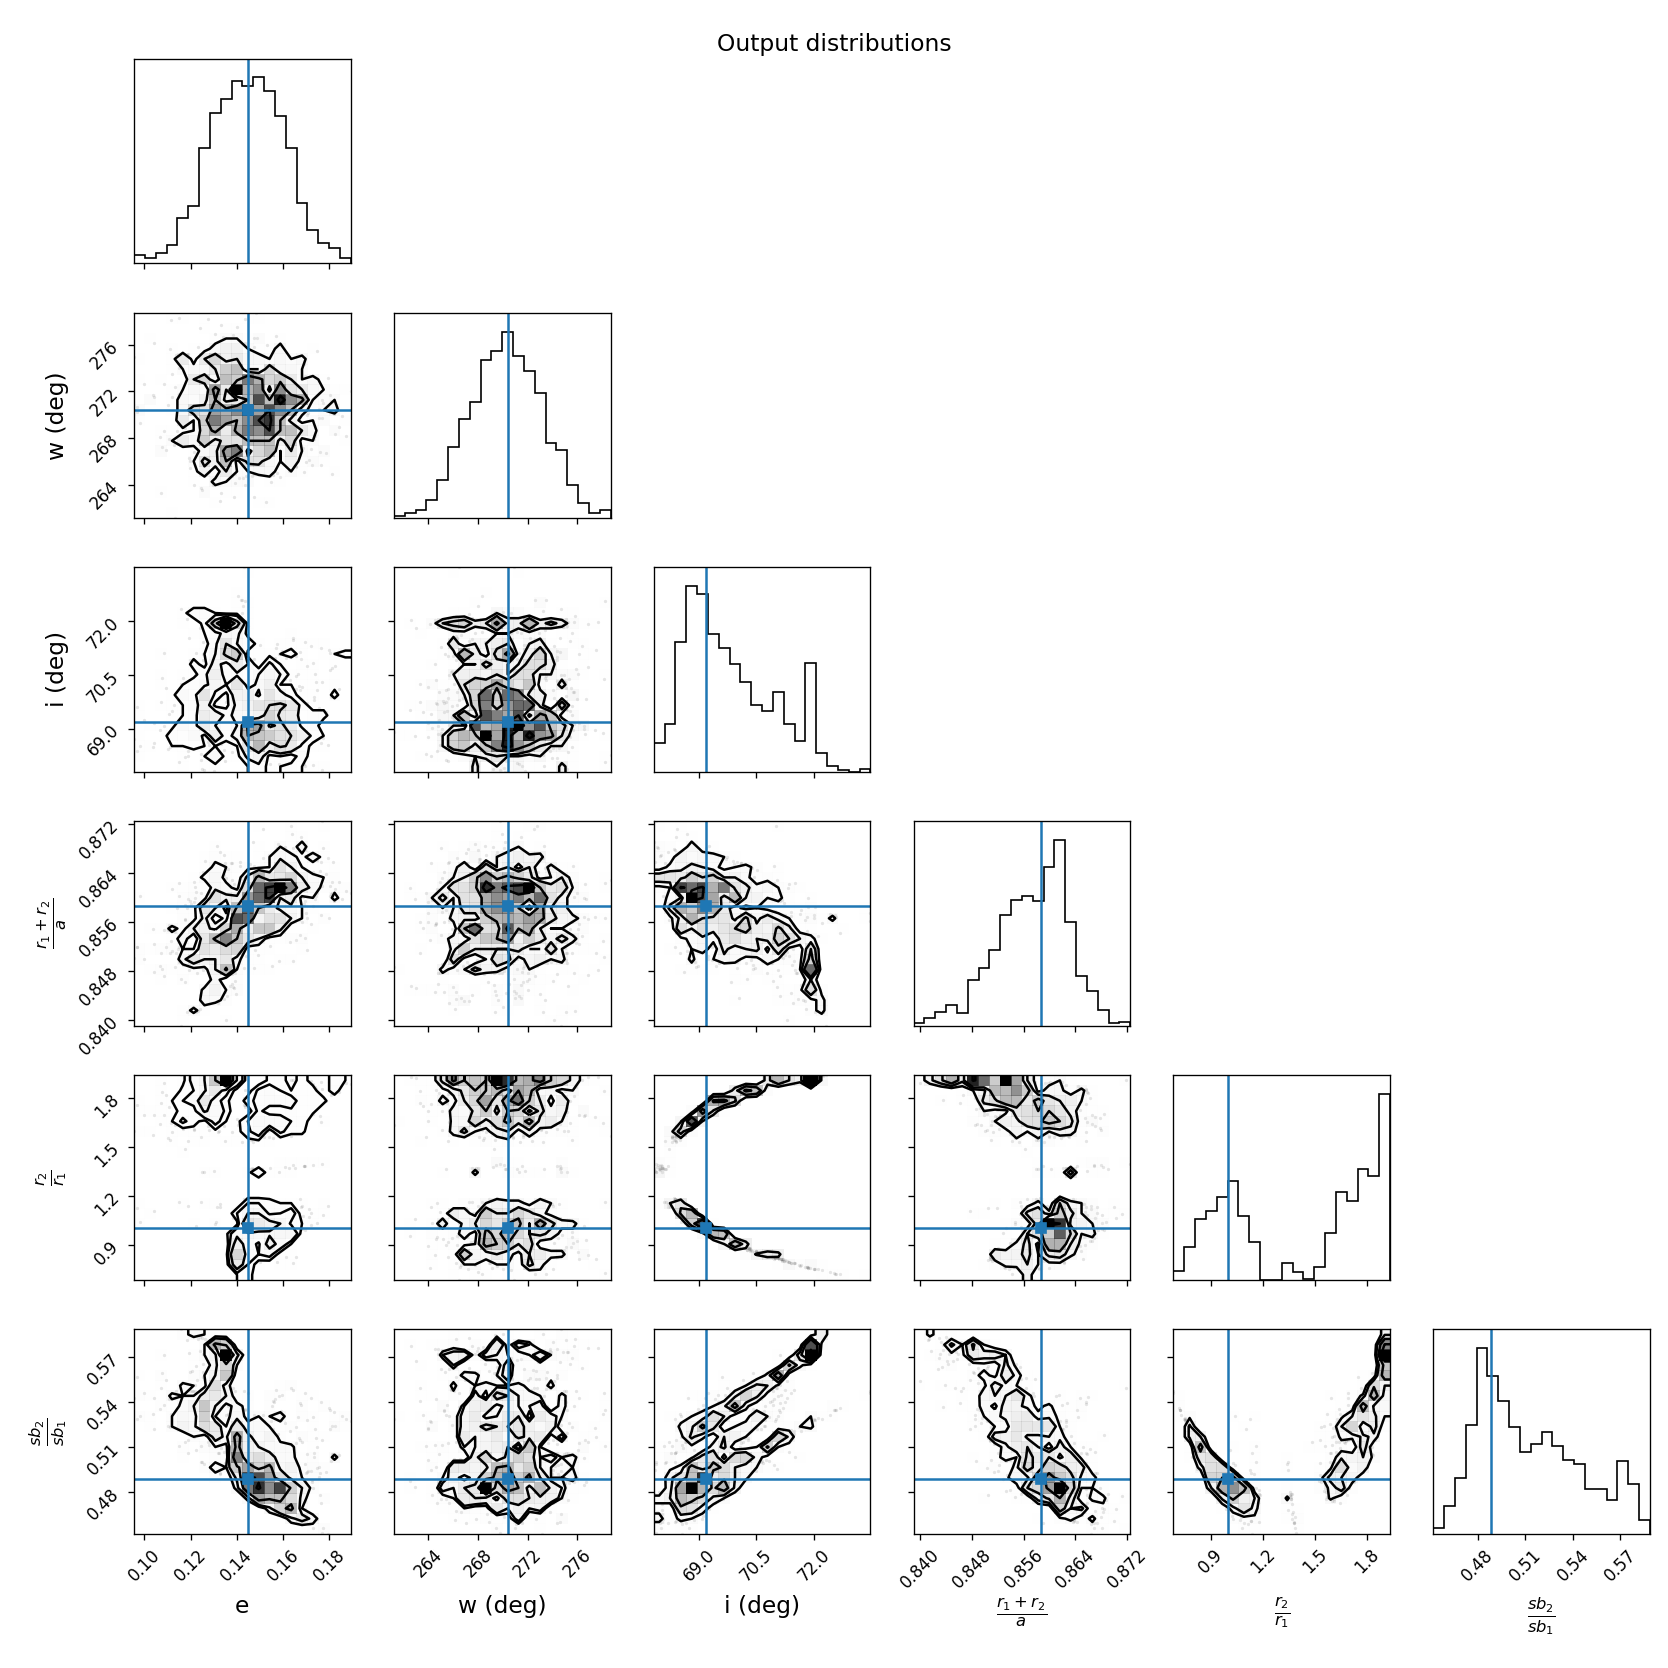 Output distributions
w (deg)
276
272
268
264
i (deg)
72.0
70.5
69.0
r₁ + r₂
a
0.872
0.864
0.856
0.848
0.840
r₂
r₁
1.8
1.5
1.2
0.9
sb₂
sb₁
0.57
0.54
0.51
0.48
0.10 0.12 0.14 0.16 0.18 264 268 272 276 69.0 70.5 72.0 0.840 0.848 0.856 0.864 0.872 0.9 1.2 1.5 1.8 0.48 0.51 0.54 0.57
e w (deg) i (deg) r₁ + r₂ r₂ sb₂
a r₁ sb₁